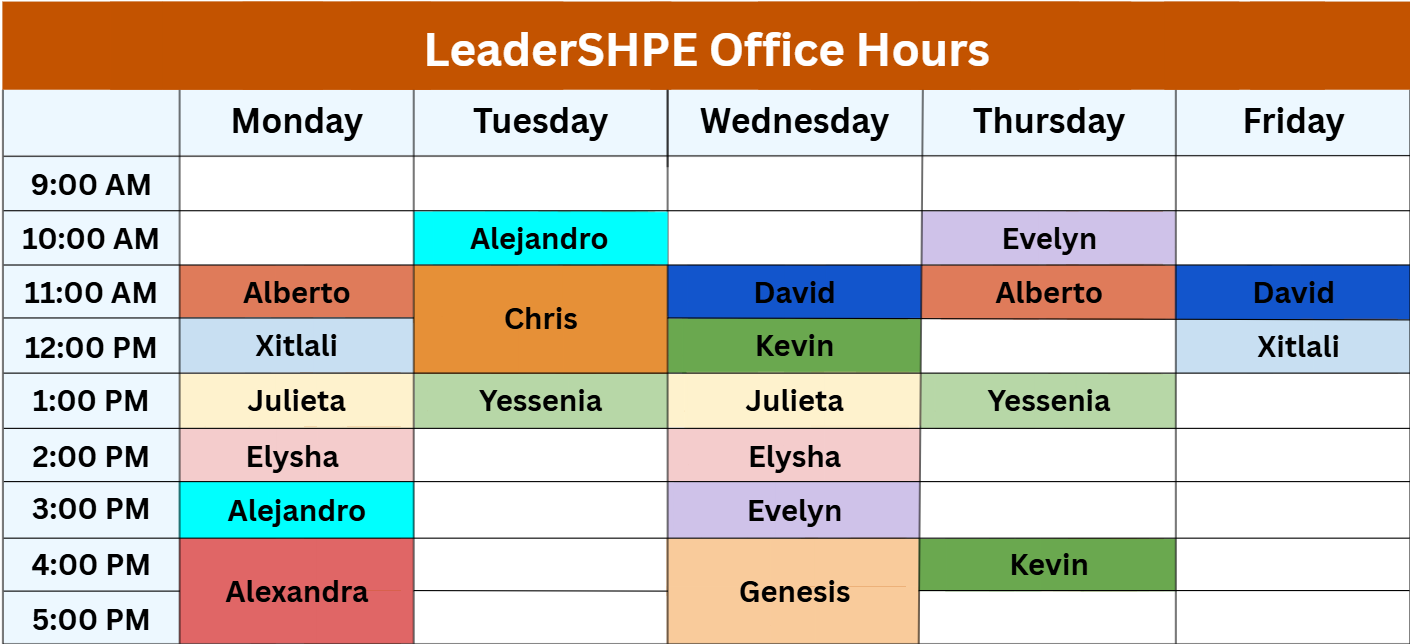 LeaderSHPE Office Hours
Monday Tuesday Wednesday Thursday Friday
9:00 AM
10:00 AM Alejandro Evelyn
11:00 AM Alberto Chris David Alberto David
12:00 PM Xitlali Kevin Xitlali
1:00 PM Julieta Yessenia Julieta Yessenia
2:00 PM Elysha Elysha
3:00 PM Alejandro Evelyn
4:00 PM Alexandra Genesis Kevin
5:00 PM